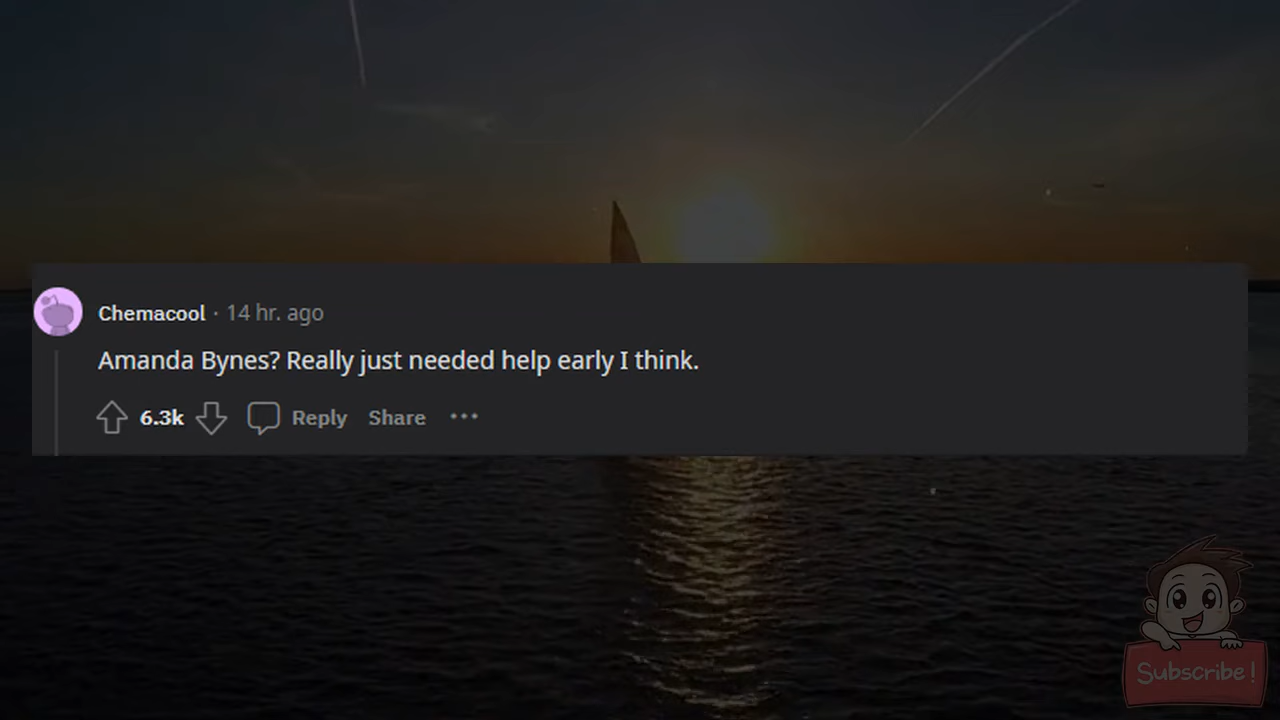 Chemacool · 14 hr. ago
Amanda Bynes? Really just needed help early I think.
6.3k Reply Share ···
Subscribe!